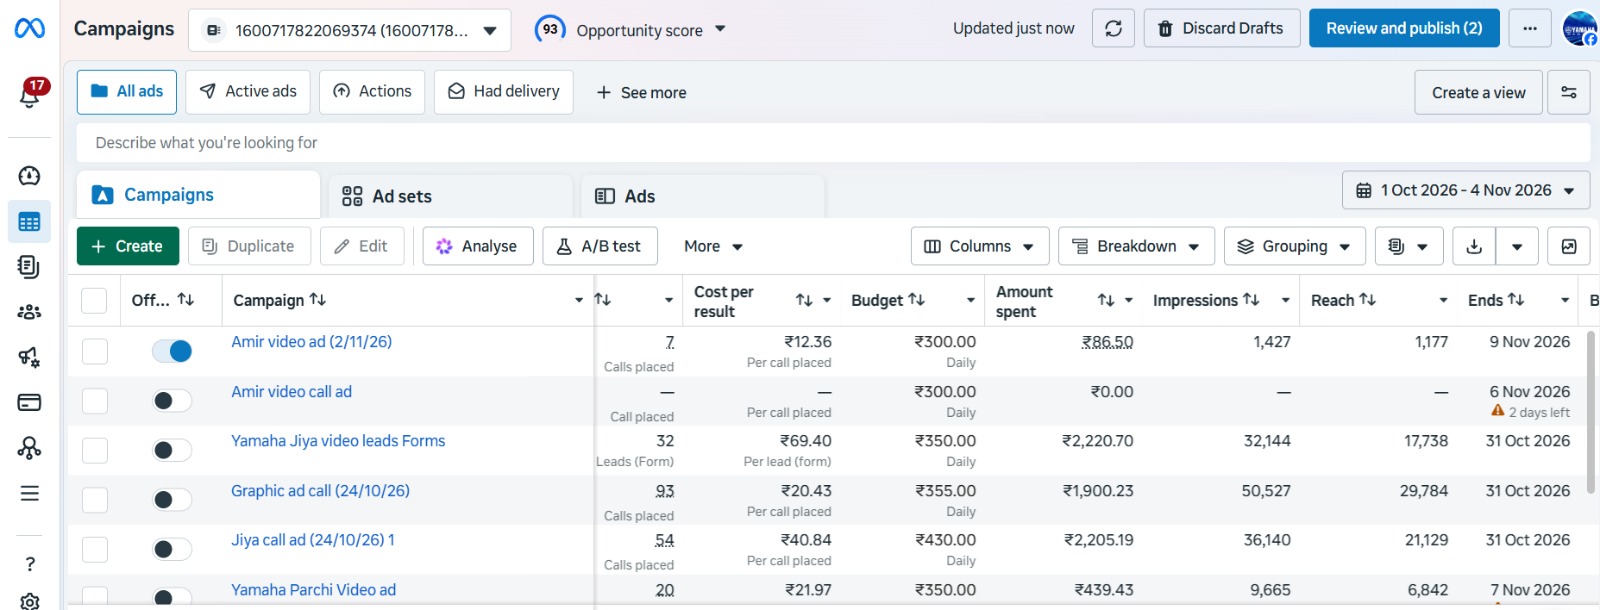 Campaigns
1600717822069374 (16007178...
93
Opportunity score
Updated just now
Discard Drafts
Review and publish (2)
17
All ads
Active ads
Actions
Had delivery
+ See more
Create a view
Describe what you're looking for
Campaigns
Ad sets
Ads
1 Oct 2026 - 4 Nov 2026
+ Create
Duplicate
Edit
Analyse
A/B test
More
Columns
Breakdown
Grouping
Off...
Campaign
Cost per result
Budget
Amount spent
Impressions
Reach
Ends
B
Amir video ad (2/11/26)
7
Calls placed
₹12.36
Per call placed
₹300.00
Daily
₹86.50
1,427
1,177
9 Nov 2026
Amir video call ad
—
Call placed
—
Per call placed
₹300.00
Daily
₹0.00
—
—
6 Nov 2026
2 days left
Yamaha Jiya video leads Forms
32
Leads (Form)
₹69.40
Per lead (form)
₹350.00
Daily
₹2,220.70
32,144
17,738
31 Oct 2026
Graphic ad call (24/10/26)
93
Calls placed
₹20.43
Per call placed
₹355.00
Daily
₹1,900.23
50,527
29,784
31 Oct 2026
Jiya call ad (24/10/26) 1
54
Calls placed
₹40.84
Per call placed
₹430.00
Daily
₹2,205.19
36,140
21,129
31 Oct 2026
Yamaha Parchi Video ad
20
₹21.97
₹350.00
₹439.43
9,665
6,842
7 Nov 2026
?